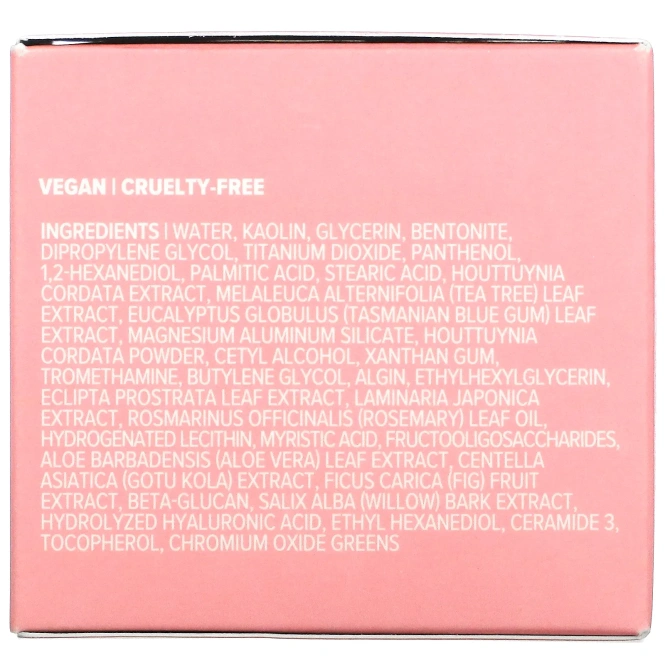 VEGAN | CRUELTY-FREE
INGREDIENTS | WATER, KAOLIN, GLYCERIN, BENTONITE,
DIPROPYLENE GLYCOL, TITANIUM DIOXIDE, PANTHENOL,
1,2-HEXANEDIOL, PALMITIC ACID, STEARIC ACID, HOUTTUYNIA
CORDATA EXTRACT, MELALEUCA ALTERNIFOLIA (TEA TREE) LEAF
EXTRACT, EUCALYPTUS GLOBULUS (TASMANIAN BLUE GUM) LEAF
EXTRACT, MAGNESIUM ALUMINUM SILICATE, HOUTTUYNIA
CORDATA POWDER, CETYL ALCOHOL, XANTHAN GUM,
TROMETHAMINE, BUTYLENE GLYCOL, ALGIN, ETHYLHEXYLGLYCERIN,
ECLIPTA PROSTRATA LEAF EXTRACT, LAMINARIA JAPONICA
EXTRACT, ROSMARINUS OFFICINALIS (ROSEMARY) LEAF OIL,
HYDROGENATED LECITHIN, MYRISTIC ACID, FRUCTOOLIGOSACCHARIDES,
ALOE BARBADENSIS (ALOE VERA) LEAF EXTRACT, CENTELLA
ASIATICA (GOTU KOLA) EXTRACT, FICUS CARICA (FIG) FRUIT
EXTRACT, BETA-GLUCAN, SALIX ALBA (WILLOW) BARK EXTRACT,
HYDROLYZED HYALURONIC ACID, ETHYL HEXANEDIOL, CERAMIDE 3,
TOCOPHEROL, CHROMIUM OXIDE GREENS